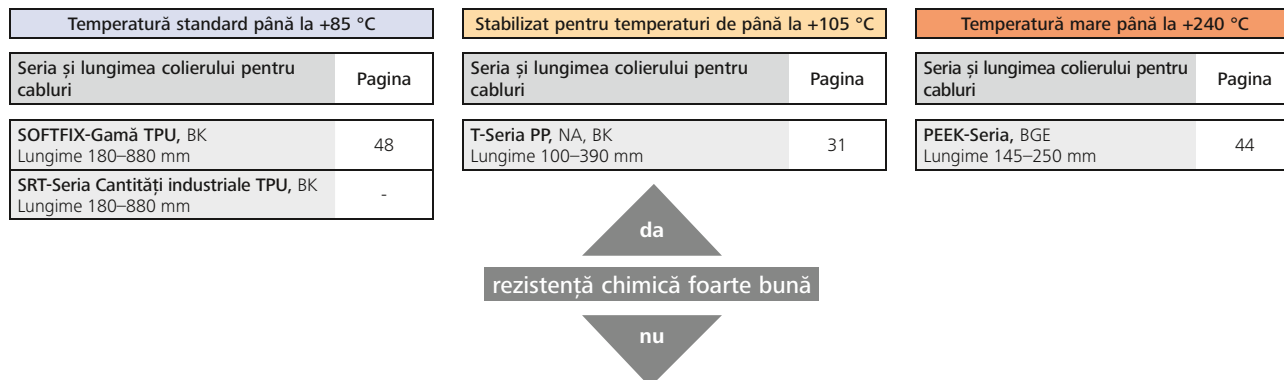 Temperatură standard până la +85 °C
Seria și lungimea colierului pentru
cabluri
Pagina
SOFTFIX-Gamă TPU, BK
Lungime 180–880 mm
48
SRT-Seria Cantități industriale TPU, BK
Lungime 180–880 mm
-
Stabilizat pentru temperaturi de până la +105 °C
Seria și lungimea colierului pentru
cabluri
Pagina
T-Seria PP, NA, BK
Lungime 100–390 mm
31
Temperatură mare până la +240 °C
Seria și lungimea colierului pentru
cabluri
Pagina
PEEK-Seria, BGE
Lungime 145–250 mm
44
da
rezistență chimică foarte bună
nu